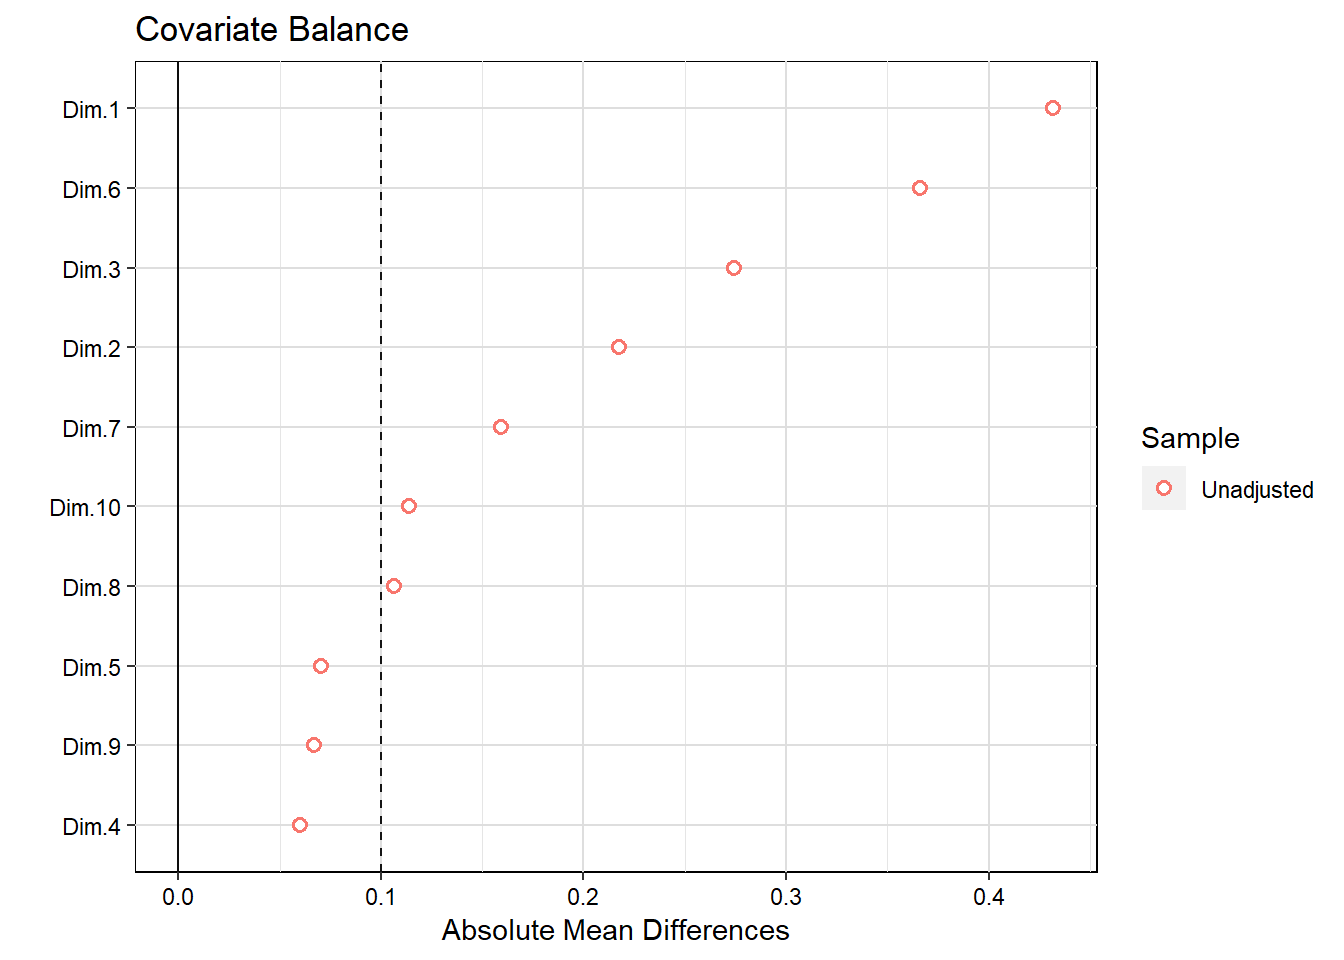 Covariate Balance
Dim.1
Dim.6
Dim.3
Dim.2
Dim.7
Dim.10
Dim.8
Dim.5
Dim.9
Dim.4
0.0 0.1 0.2 0.3 0.4
Absolute Mean Differences
Sample
Unadjusted